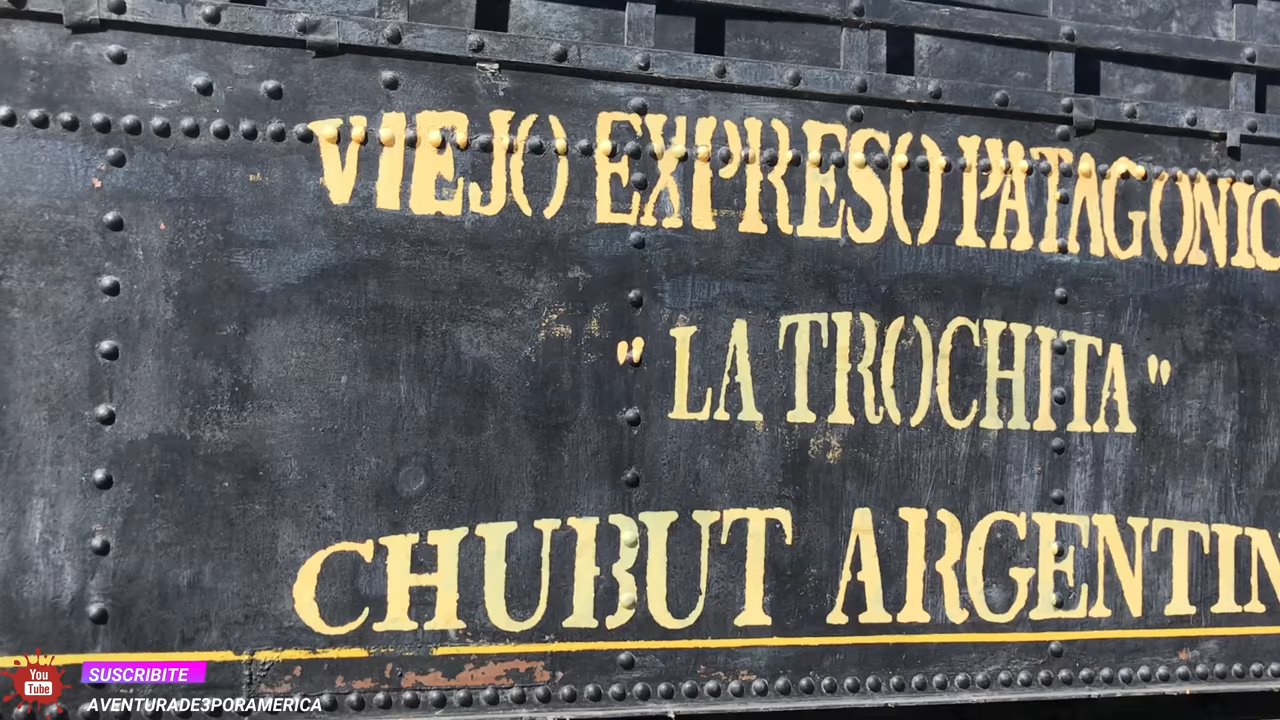 VIEJO EXPRESO PATAGONIC
" LA TROCHITA "
CHUBUT ARGENTIN
You
Tube
SUSCRIBITE
AVENTURADE3PORAMERICA